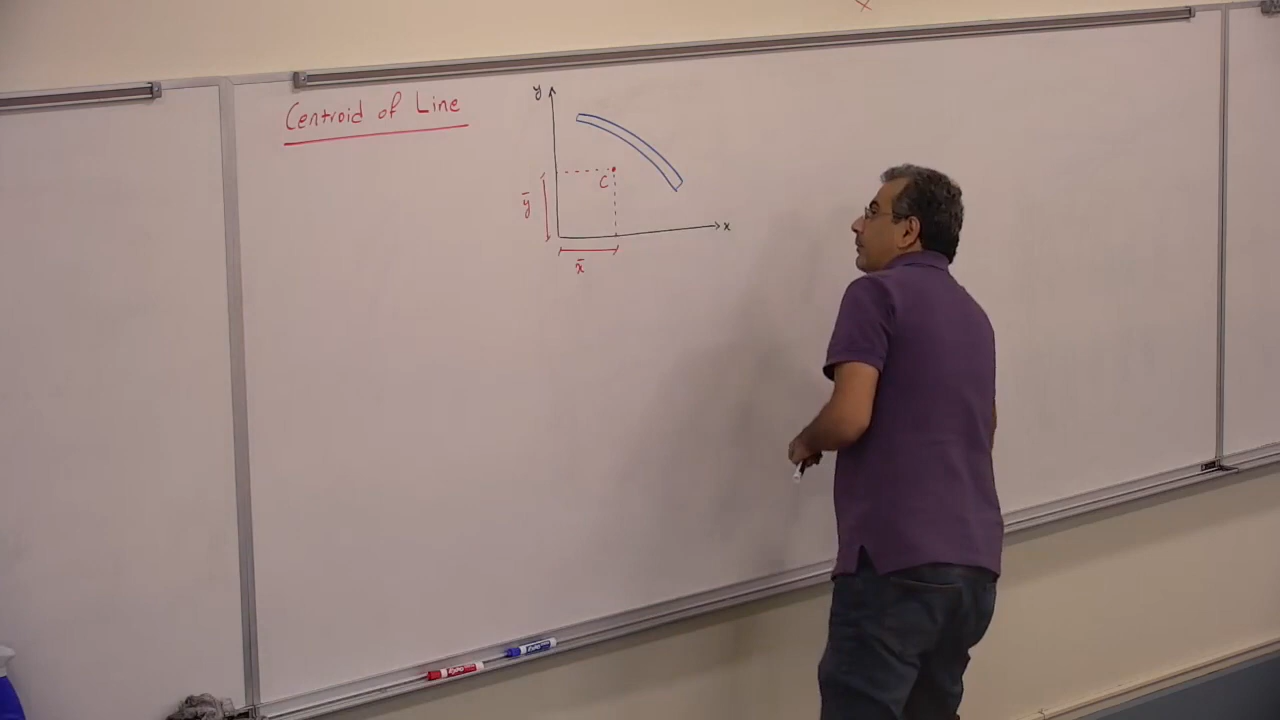 Centroid of Line
y
C
ȳ
x
x̄